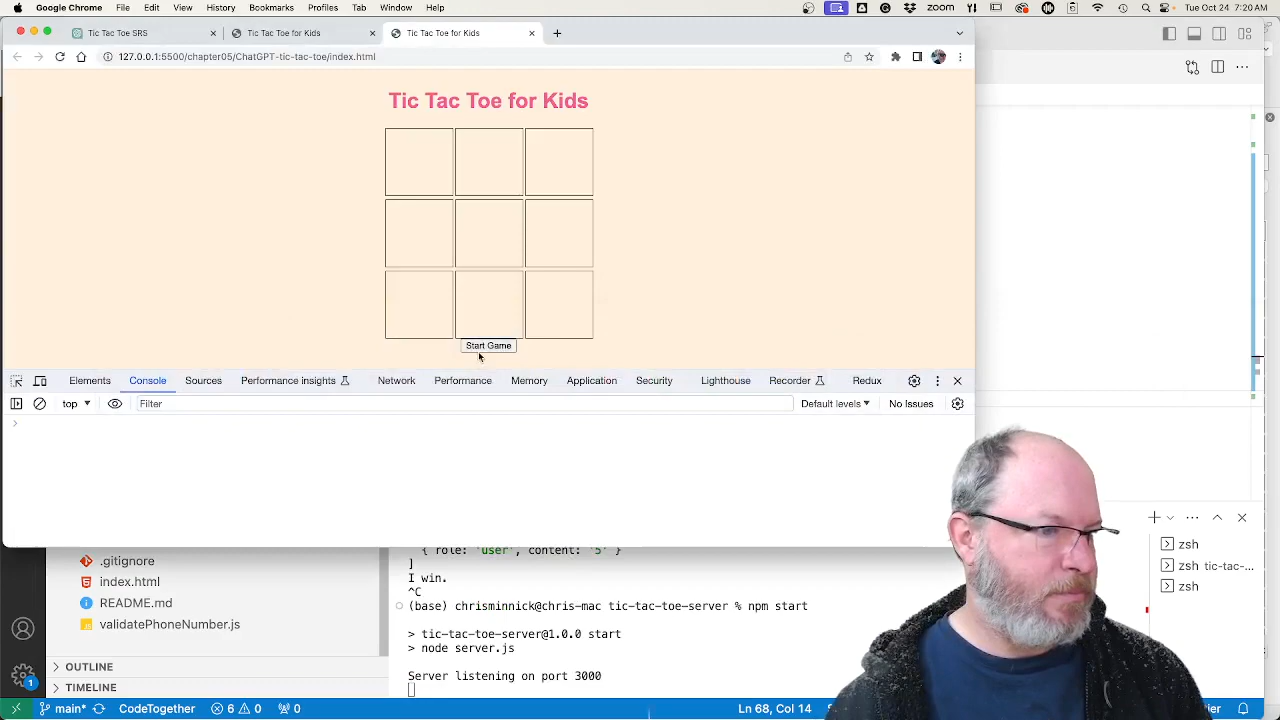 Google Chrome File Edit View History Bookmarks Profiles Tab Window Help zoom Tue Oct 24 7:20 AM
Tic Tac Toe SRS Tic Tac Toe for Kids Tic Tac Toe for Kids
127.0.0.1:5500/chapter05/ChatGPT-tic-tac-toe/index.html
Tic Tac Toe for Kids
Start Game
Elements Console Sources Performance insights Network Performance Memory Application Security Lighthouse Recorder Redux
top Filter Default levels No Issues
{ role: 'user', content: '5' }
]
I win.
^C
(base) chrisminnick@chris-mac tic-tac-toe-server % npm start
> tic-tac-toe-server@1.0.0 start
> node server.js
Server listening on port 3000
.gitignore
index.html
README.md
validatePhoneNumber.js
OUTLINE
TIMELINE
zsh
zsh tic-tac-...
zsh
1
main* CodeTogether 6 0 0 Ln 68, Col 14